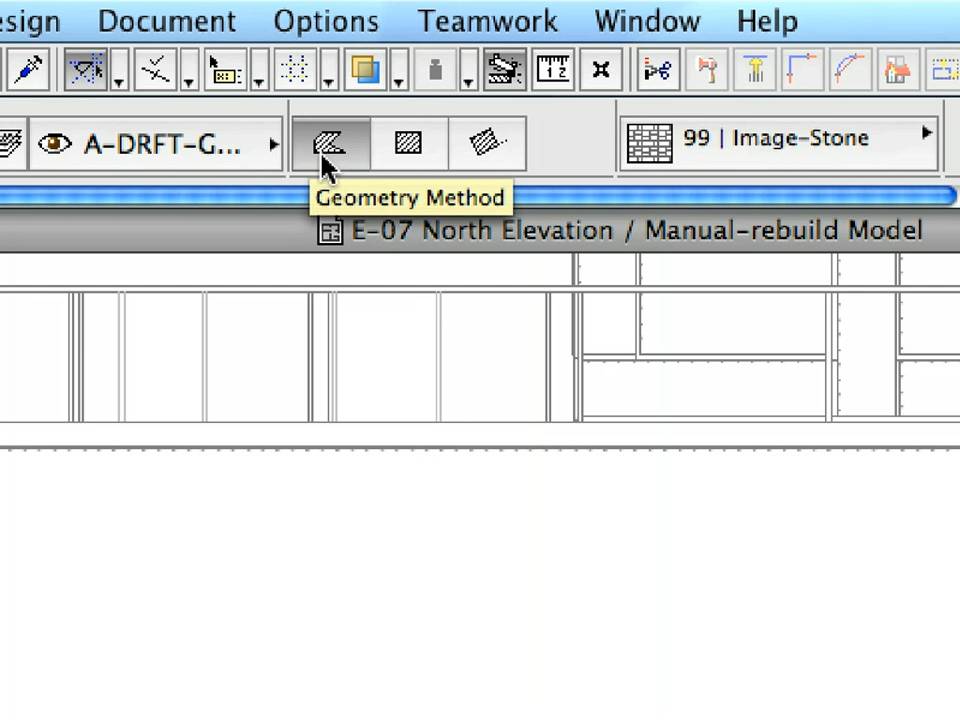 esign Document Options Teamwork Window Help
A-DRFT-G... 99 | Image-Stone
Geometry Method
E-07 North Elevation / Manual-rebuild Model